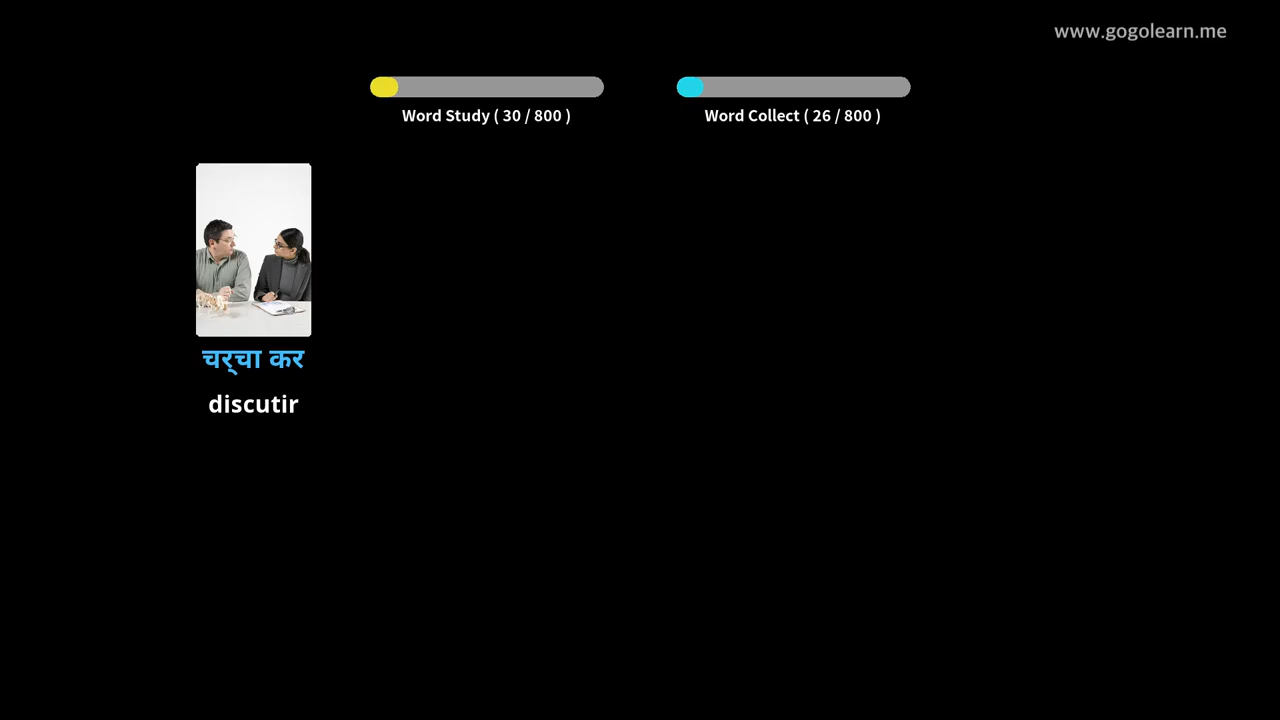 www.gogolearn.me
Word Study ( 30 / 800 )
Word Collect ( 26 / 800 )
चर्‌चा कर
discutir